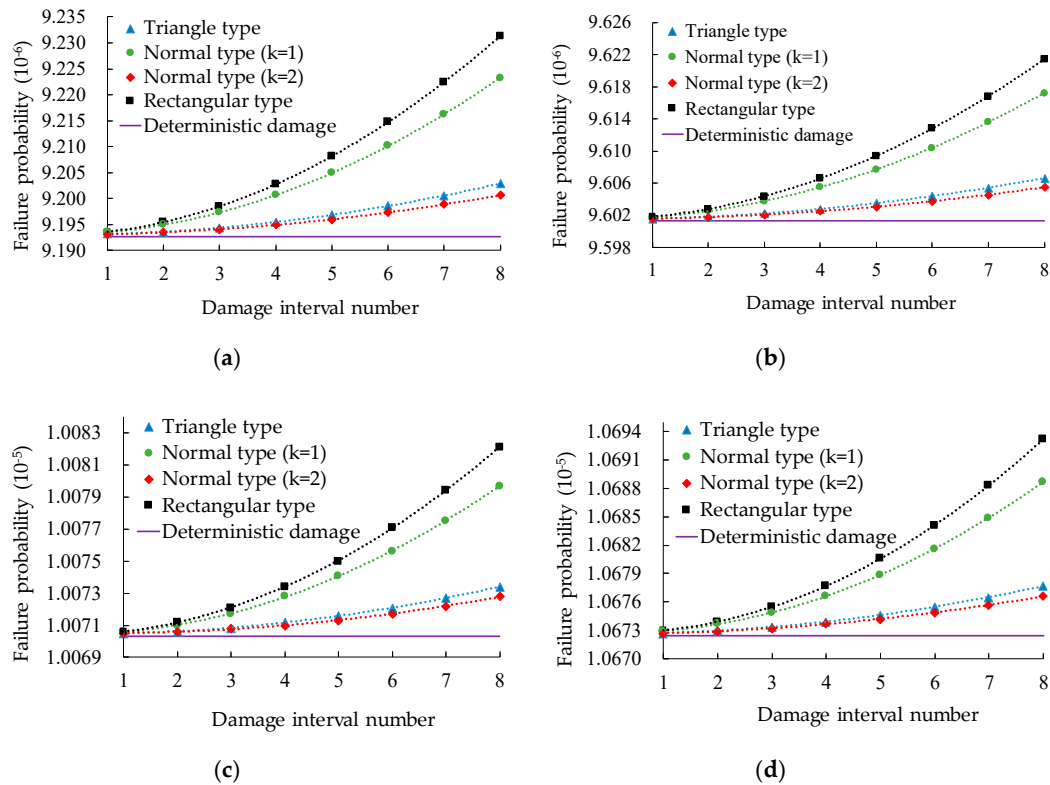 Failure probability (10⁻⁶)
9.235
9.230
9.225
9.220
9.215
9.210
9.205
9.200
9.195
9.190
Triangle type
Normal type (k=1)
Normal type (k=2)
Rectangular type
Deterministic damage
1 2 3 4 5 6 7 8
Damage interval number
(a)
Failure probability (10⁻⁶)
9.626
9.622
9.618
9.614
9.610
9.606
9.602
9.598
Triangle type
Normal type (k=1)
Normal type (k=2)
Rectangular type
Deterministic damage
1 2 3 4 5 6 7 8
Damage interval number
(b)
Failure probability (10⁻⁵)
1.0083
1.0081
1.0079
1.0077
1.0075
1.0073
1.0071
1.0069
Triangle type
Normal type (k=1)
Normal type (k=2)
Rectangular type
Deterministic damage
1 2 3 4 5 6 7 8
Damage interval number
(c)
Failure probability (10⁻⁵)
1.0694
1.0691
1.0688
1.0685
1.0682
1.0679
1.0676
1.0673
1.0670
Triangle type
Normal type (k=1)
Normal type (k=2)
Rectangular type
Deterministic damage
1 2 3 4 5 6 7 8
Damage interval number
(d)